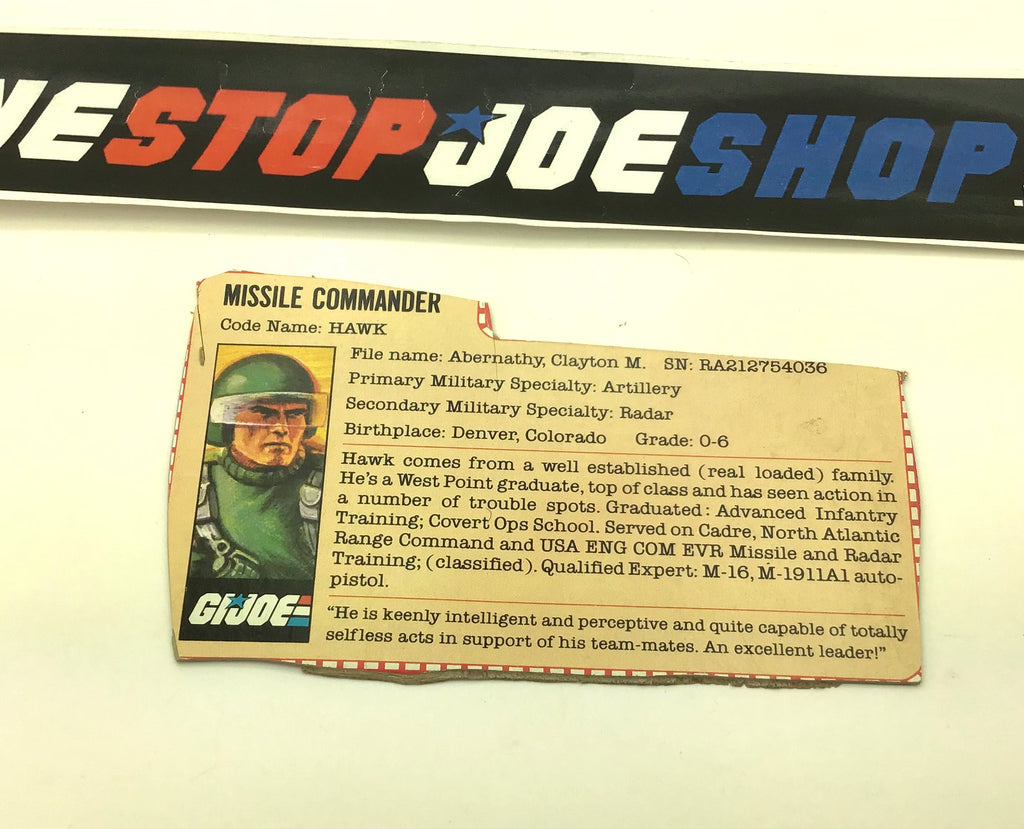 NE STOP JOE SHOP
MISSILE COMMANDER
Code Name: HAWK
File name: Abernathy, Clayton M. SN: RA212754036
Primary Military Specialty: Artillery
Secondary Military Specialty: Radar
Birthplace: Denver, Colorado Grade: O-6
Hawk comes from a well established (real loaded) family.
He's a West Point graduate, top of class and has seen action in
a number of trouble spots. Graduated: Advanced Infantry
Training; Covert Ops School. Served on Cadre, North Atlantic
Range Command and USA ENG COM EVR Missile and Radar
Training; (classified). Qualified Expert: M-16, M-1911A1 auto-
pistol.
GI JOE
"He is keenly intelligent and perceptive and quite capable of totally
selfless acts in support of his team-mates. An excellent leader!"